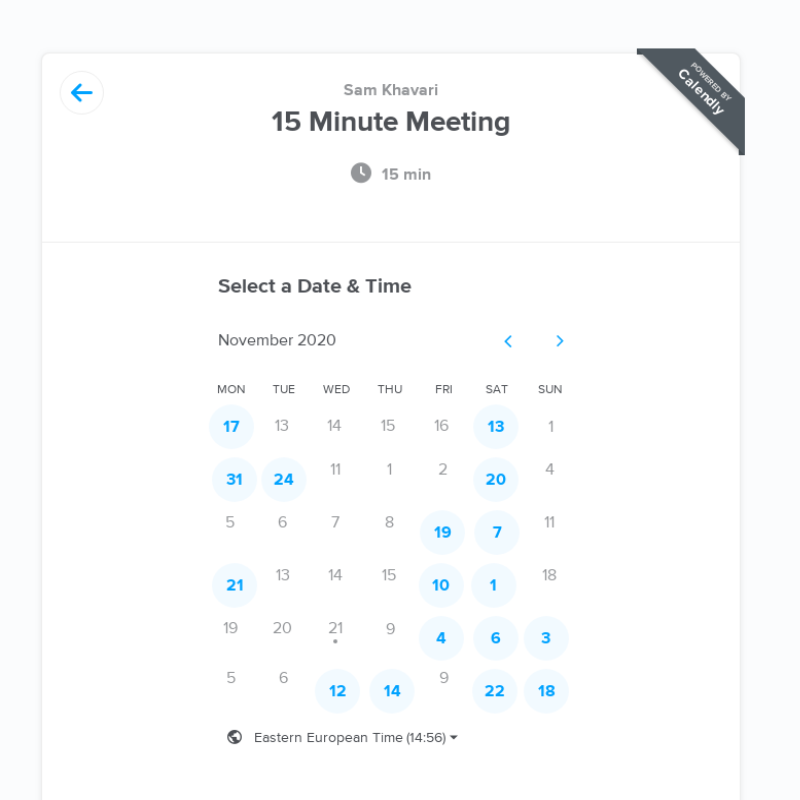 Sam Khavari
15 Minute Meeting
15 min
POWERED BY
Calendly
Select a Date & Time
November 2020
MON TUE WED THU FRI SAT SUN
17 13 14 15 16 13 1
31 24 11 1 2 20 4
5 6 7 8 19 7 11
21 13 14 15 10 1 18
19 20 21 9 4 6 3
5 6 12 14 9 22 18
Eastern European Time (14:56)